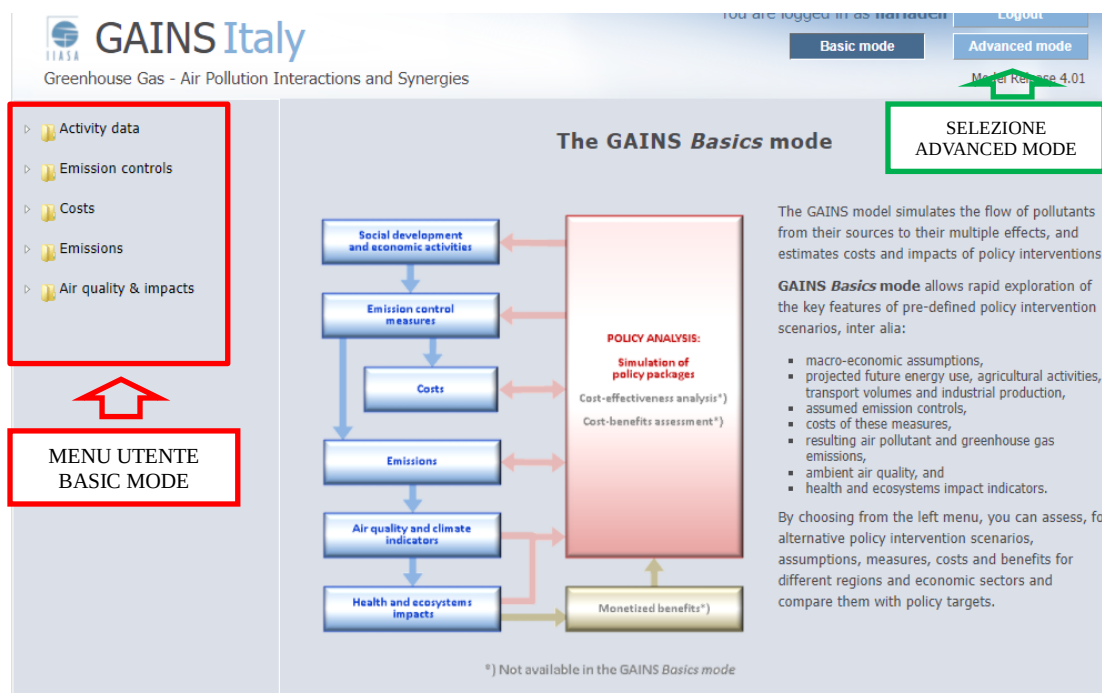 You are logged in as
Logout
IIASA
GAINS Italy
Basic mode
Advanced mode
Greenhouse Gas - Air Pollution Interactions and Synergies
Model Release 4.01
Activity data
Emission controls
Costs
Emissions
Air quality & impacts
MENU UTENTE
BASIC MODE
SELEZIONE
ADVANCED MODE
The GAINS Basics mode
Social development
and economic activities
Emission control
measures
Costs
Emissions
Air quality and climate
indicators
Health and ecosystems
impacts
POLICY ANALYSIS:
Simulation of
policy packages
Cost-effectiveness analysis*)
Cost-benefits assessment*)
Monetized benefits*)
*) Not available in the GAINS Basics mode
The GAINS model simulates the flow of pollutants
from their sources to their multiple effects, and
estimates costs and impacts of policy interventions
GAINS Basics mode allows rapid exploration of
the key features of pre-defined policy intervention
scenarios, inter alia:
macro-economic assumptions,
projected future energy use, agricultural activities,
transport volumes and industrial production,
assumed emission controls,
costs of these measures,
resulting air pollutant and greenhouse gas
emissions,
ambient air quality, and
health and ecosystems impact indicators.
By choosing from the left menu, you can assess, fo
alternative policy intervention scenarios,
assumptions, measures, costs and benefits for
different regions and economic sectors and
compare them with policy targets.